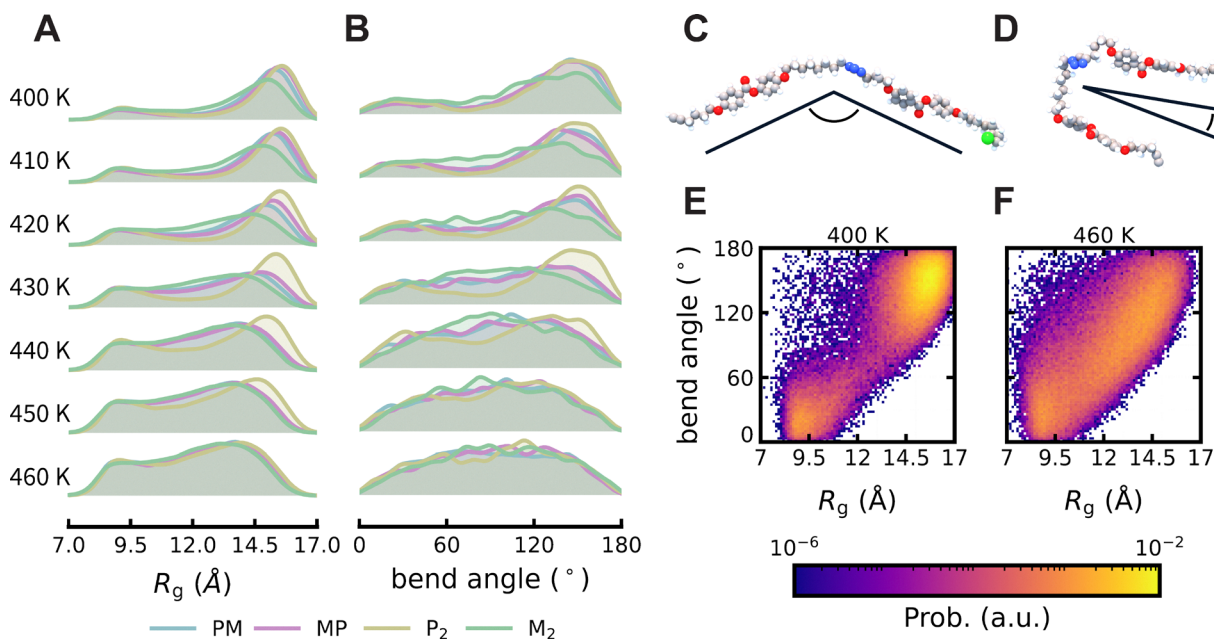 A
B
C
D
400 K
410 K
420 K
430 K
440 K
450 K
460 K
7.0 9.5 12.0 14.5 17.0
Rg (Å)
0 60 120 180
bend angle (°)
PM MP P2 M2
E
F
400 K
460 K
180
120
60
0
bend angle (°)
7 9.5 12 14.5 17
Rg (Å)
7 9.5 12 14.5 17
Rg (Å)
10⁻⁶ 10⁻²
Prob. (a.u.)